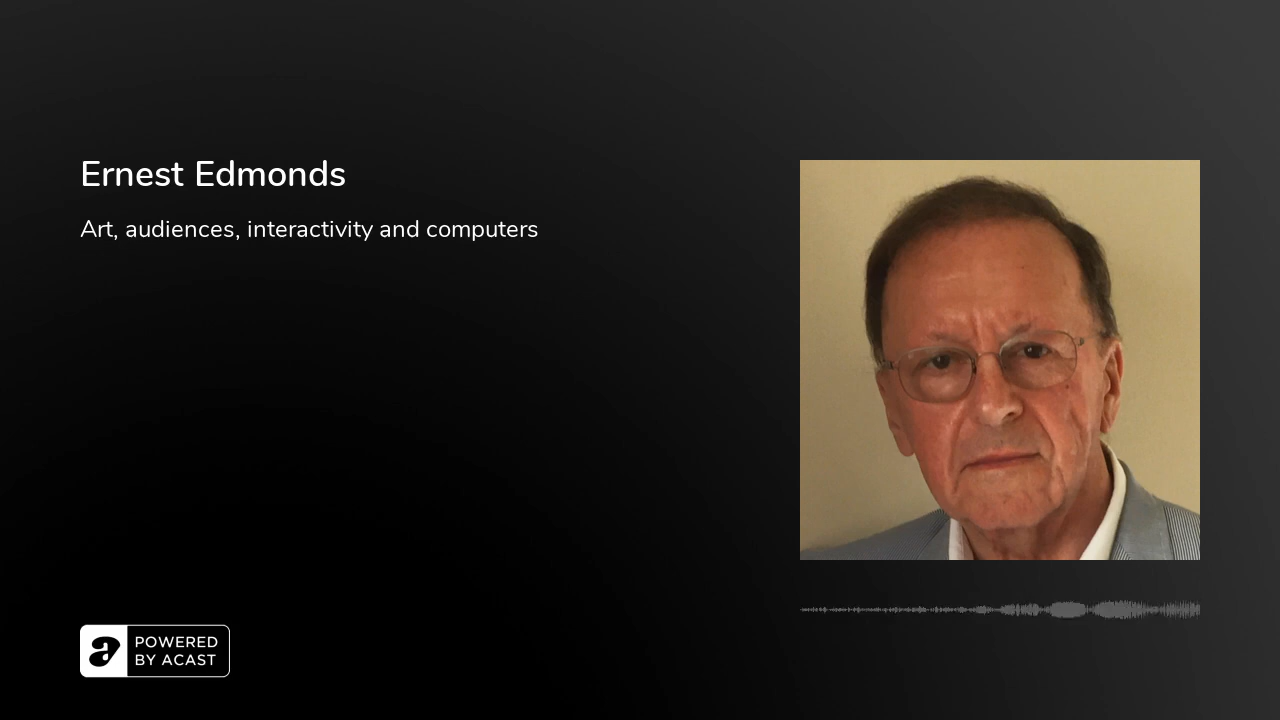 Ernest Edmonds
Art, audiences, interactivity and computers
POWERED
BY ACAST